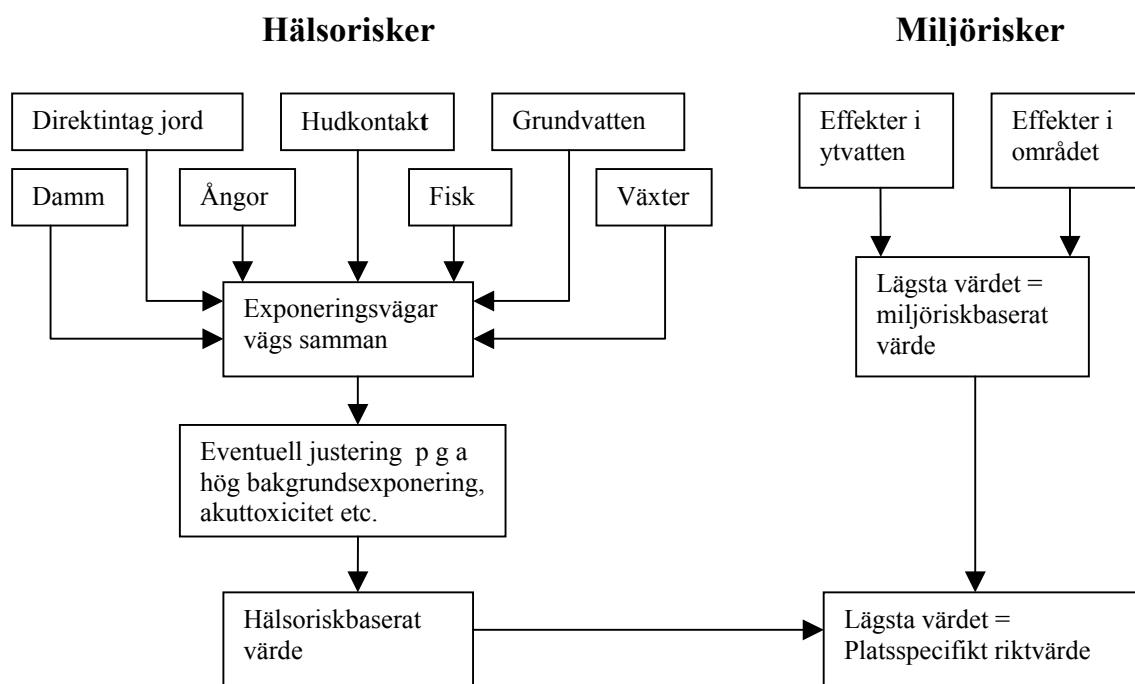 Hälsorisker
Miljörisker
Direktintag jord
Hudkontakt
Grundvatten
Effekter i
ytvatten
Effekter i
området
Damm
Ångor
Fisk
Växter
Exponeringsvägar
vägs samman
Lägsta värdet =
miljöriskbaserat
värde
Eventuell justering p g a
hög bakgrundsexponering,
akuttoxicitet etc.
Hälsoriskbaserat
värde
Lägsta värdet =
Platsspecifikt riktvärde